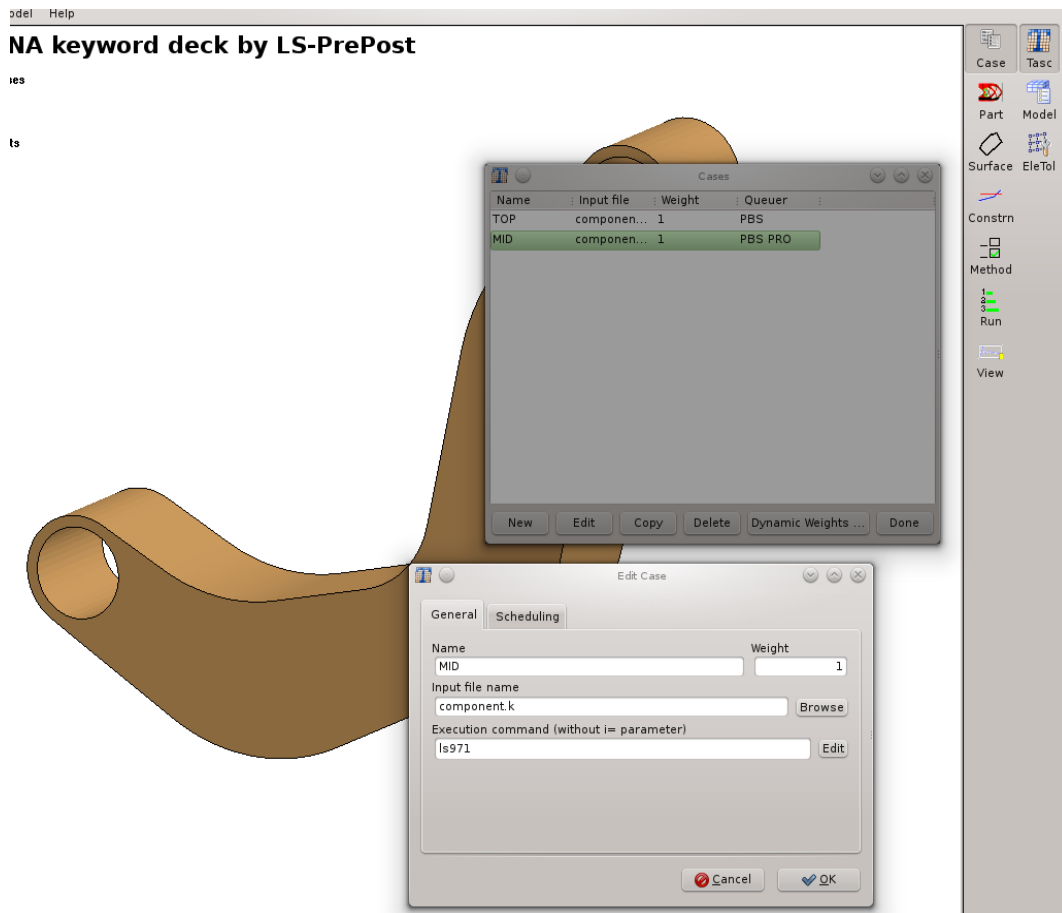 Help
NA keyword deck by LS-PrePost
Case Tasc
Part Model
Surface EleTol
Constrn
Method
1
2
3
Run
View
Cases
Name Input file Weight Queuer
TOP componen... 1 PBS
MID componen... 1 PBS PRO
New Edit Copy Delete Dynamic Weights ... Done
Edit Case
General Scheduling
Name Weight
MID 1
Input file name
component.k Browse
Execution command (without i= parameter)
ls971 Edit
Cancel OK